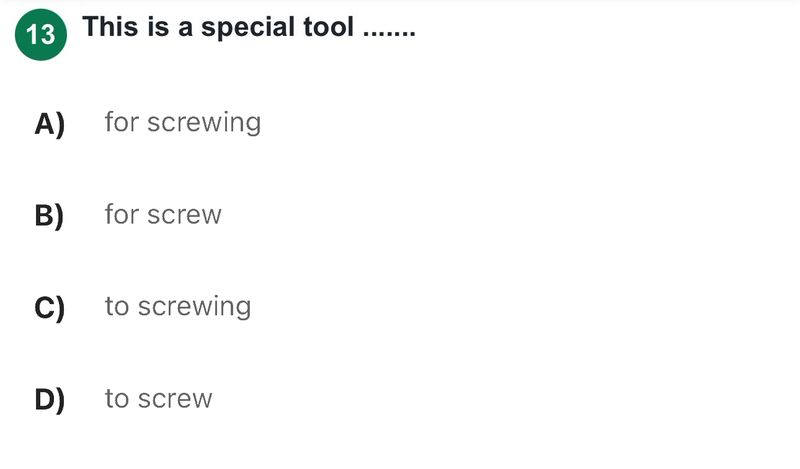 13 This is a special tool .......
A) for screwing
B) for screw
C) to screwing
D) to screw